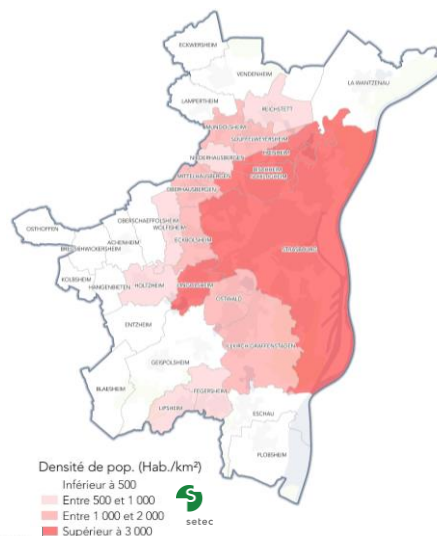 ECKWERSHEIM
VENDENHEIM
LA WANTZENAU
LAMPERTHEIM
REICHSTETT
MUNDOLSHEIM
SOUFFELWEYERSHEIM
HOENHEIM
NIEDERHAUSBERGEN
BISCHHEIM
SCHILTIGHEIM
MITTELHAUSBERGEN
OBERHAUSBERGEN
OBERSCHAEFFOLSHEIM
WOLFISHEIM
OSTHOFFEN
ACHENHEIM
ECKBOLSHEIM
STRASBOURG
BREUSCHWICKERSHEIM
KOLBSHEIM
HANGENBIETEN
HOLTZHEIM
LINGOLSHEIM
OSTWALD
ENTZHEIM
ILLKIRCH-GRAFFENSTADEN
GEISPOLSHEIM
BLAESHEIM
FEGERSHEIM
LIPSHEIM
ESCHAU
PLOBSHEIM
Densité de pop. (Hab./km²)
Inférieur à 500
Entre 500 et 1 000
Entre 1 000 et 2 000
Supérieur à 3 000
setec